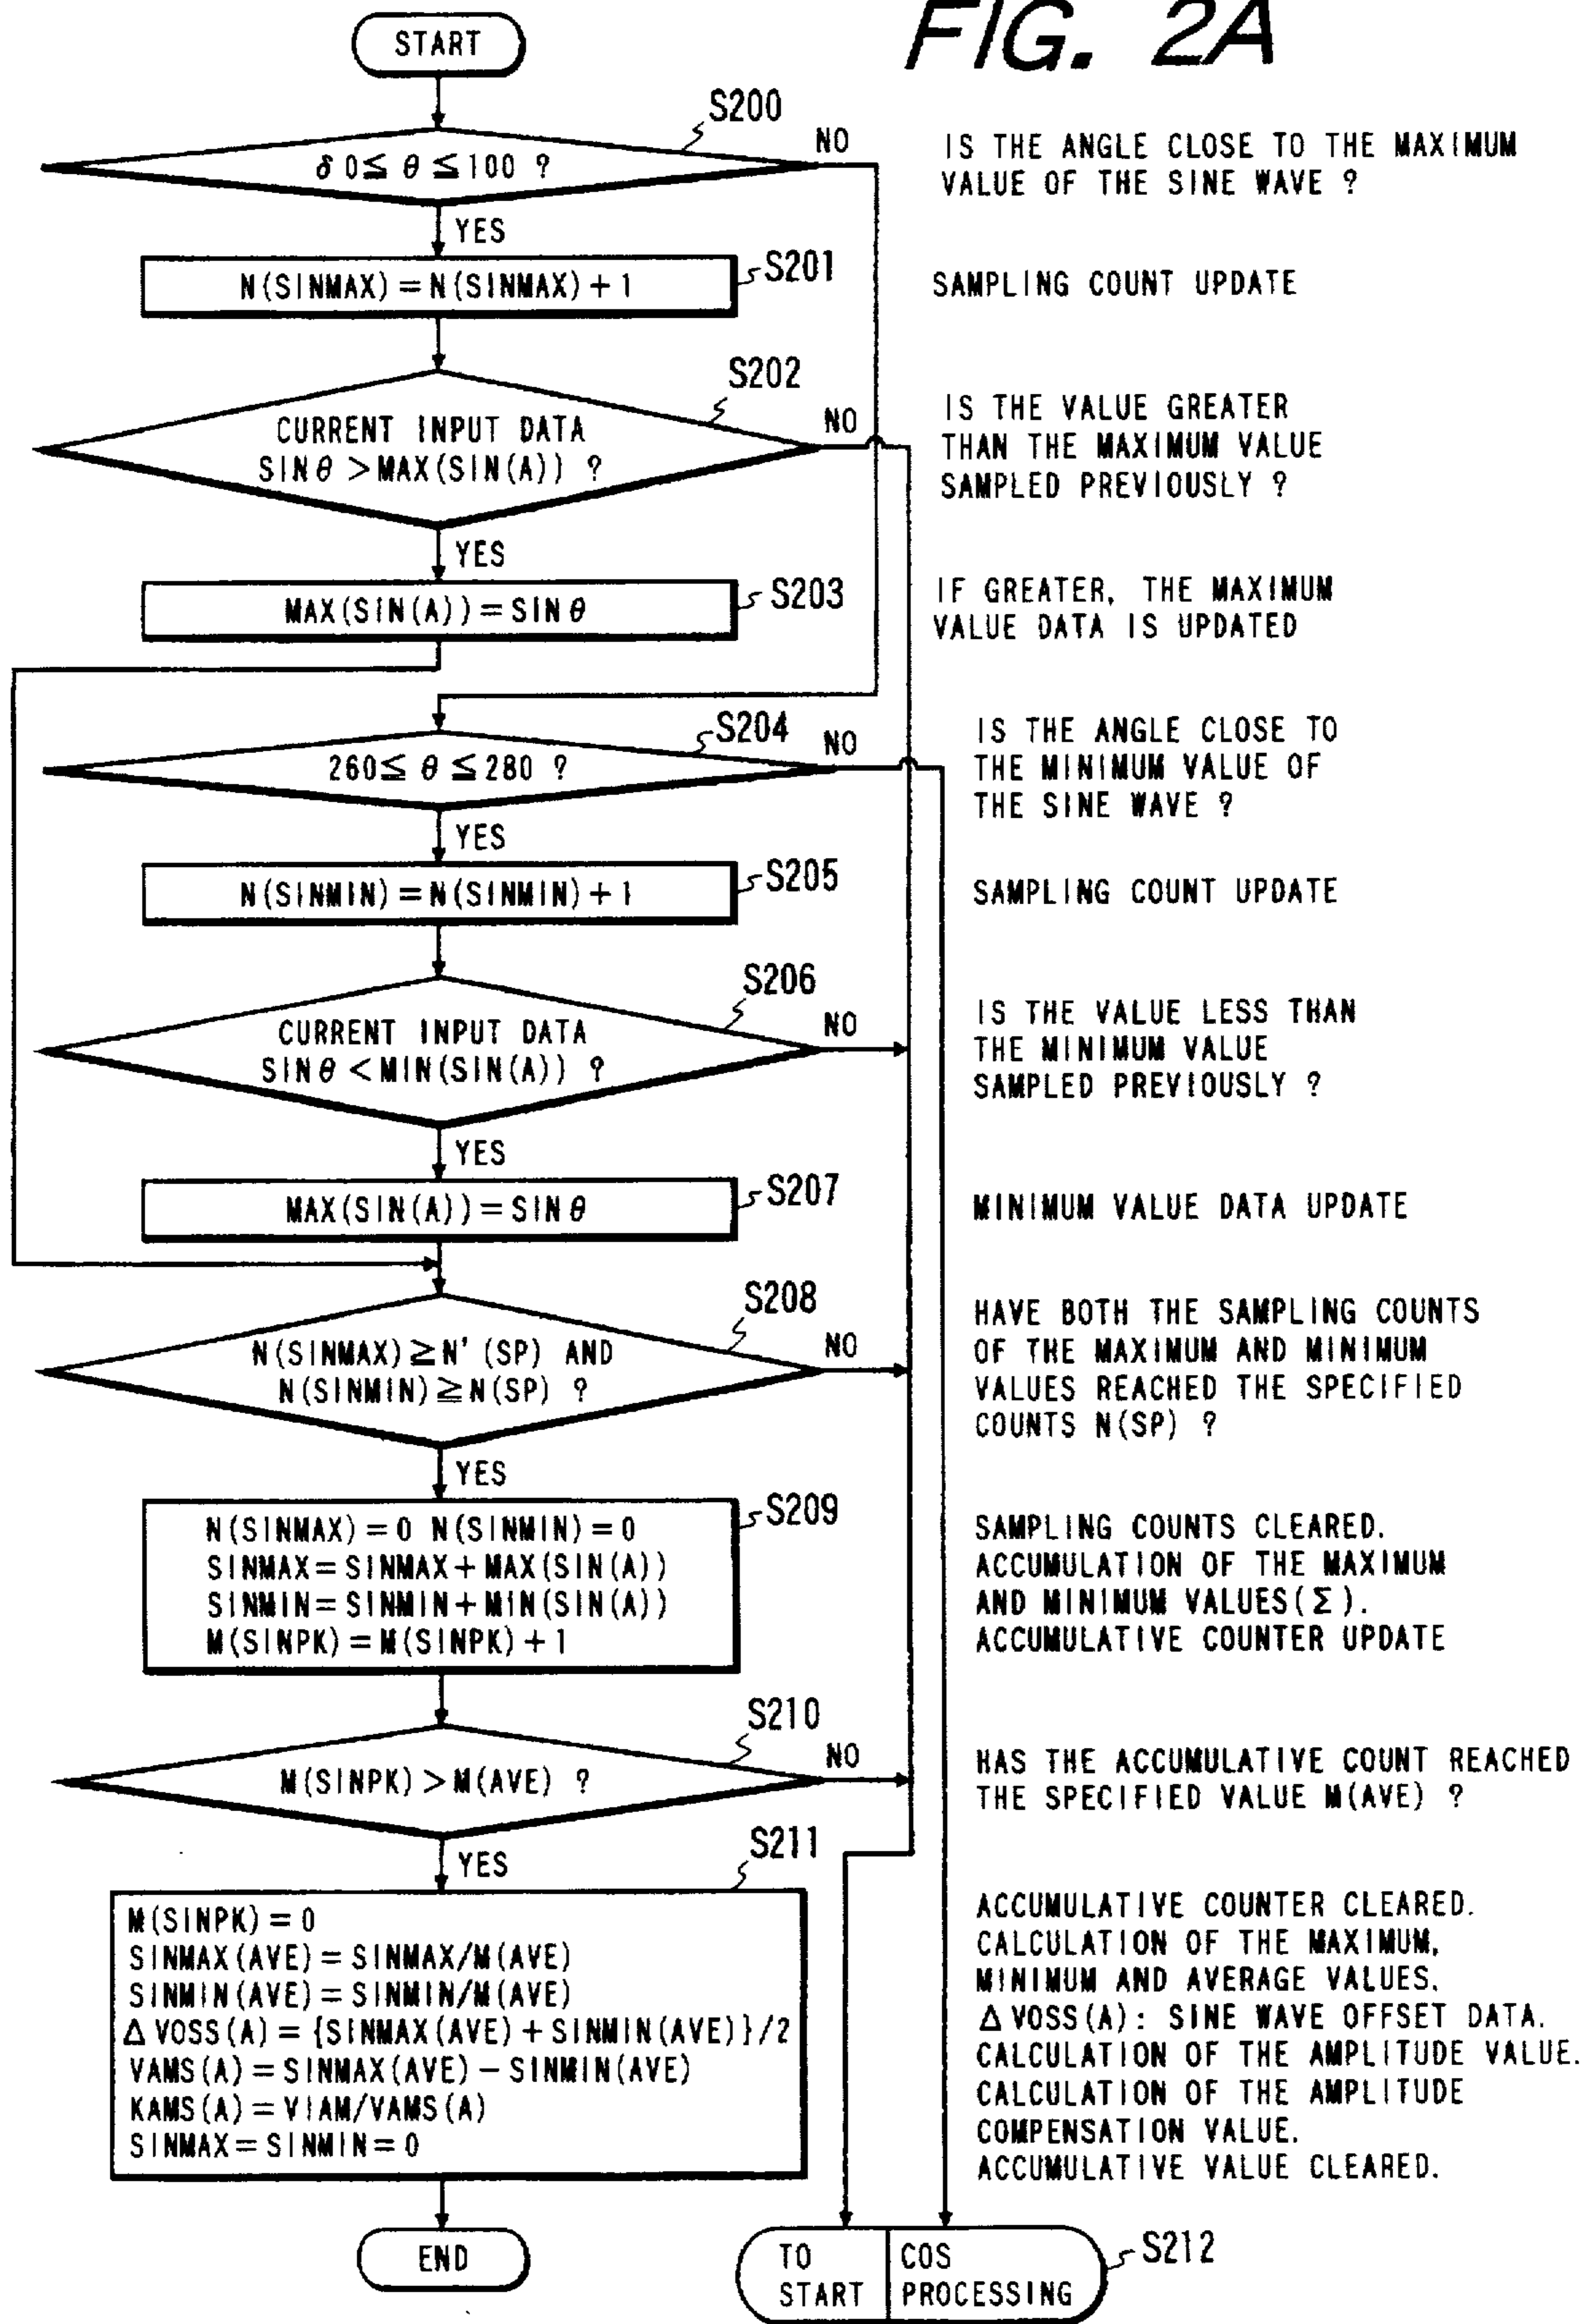 FIG. 2A
START
S200
δ 0≦ θ ≦100 ?
NO
IS THE ANGLE CLOSE TO THE MAXIMUM
VALUE OF THE SINE WAVE ?
YES
S201
N(SINMAX)=N(SINMAX)+1
SAMPLING COUNT UPDATE
S202
CURRENT INPUT DATA
SINθ >MAX(SIN(A)) ?
NO
IS THE VALUE GREATER
THAN THE MAXIMUM VALUE
SAMPLED PREVIOUSLY ?
YES
S203
MAX(SIN(A))=SINθ
IF GREATER, THE MAXIMUM
VALUE DATA IS UPDATED
S204
260≦ θ ≦280 ?
NO
IS THE ANGLE CLOSE TO
THE MINIMUM VALUE OF
THE SINE WAVE ?
YES
S205
N(SINMIN)=N(SINMIN)+1
SAMPLING COUNT UPDATE
S206
CURRENT INPUT DATA
SINθ <MIN(SIN(A)) ?
NO
IS THE VALUE LESS THAN
THE MINIMUM VALUE
SAMPLED PREVIOUSLY ?
YES
S207
MAX(SIN(A))=SINθ
MINIMUM VALUE DATA UPDATE
S208
N(SINMAX)≧N'(SP) AND
N(SINMIN)≧N(SP) ?
NO
HAVE BOTH THE SAMPLING COUNTS
OF THE MAXIMUM AND MINIMUM
VALUES REACHED THE SPECIFIED
COUNTS N(SP) ?
YES
S209
N(SINMAX)=0 N(SINMIN)=0
SINMAX=SINMAX+MAX(SIN(A))
SINMIN=SINMIN+MIN(SIN(A))
M(SINPK)=M(SINPK)+1
SAMPLING COUNTS CLEARED.
ACCUMULATION OF THE MAXIMUM
AND MINIMUM VALUES(Σ).
ACCUMULATIVE COUNTER UPDATE
S210
M(SINPK)>M(AVE) ?
NO
HAS THE ACCUMULATIVE COUNT REACHED
THE SPECIFIED VALUE M(AVE) ?
YES
S211
M(SINPK)=0
SINMAX(AVE)=SINMAX/M(AVE)
SINMIN(AVE)=SINMIN/M(AVE)
Δ VOSS(A)={SINMAX(AVE)+SINMIN(AVE)}/2
VAMS(A)=SINMAX(AVE)−SINMIN(AVE)
KAMS(A)=VIAM/VAMS(A)
SINMAX=SINMIN=0
ACCUMULATIVE COUNTER CLEARED.
CALCULATION OF THE MAXIMUM,
MINIMUM AND AVERAGE VALUES.
Δ VOSS(A): SINE WAVE OFFSET DATA.
CALCULATION OF THE AMPLITUDE VALUE.
CALCULATION OF THE AMPLITUDE
COMPENSATION VALUE.
ACCUMULATIVE VALUE CLEARED.
END
TO
START
COS
PROCESSING
S212